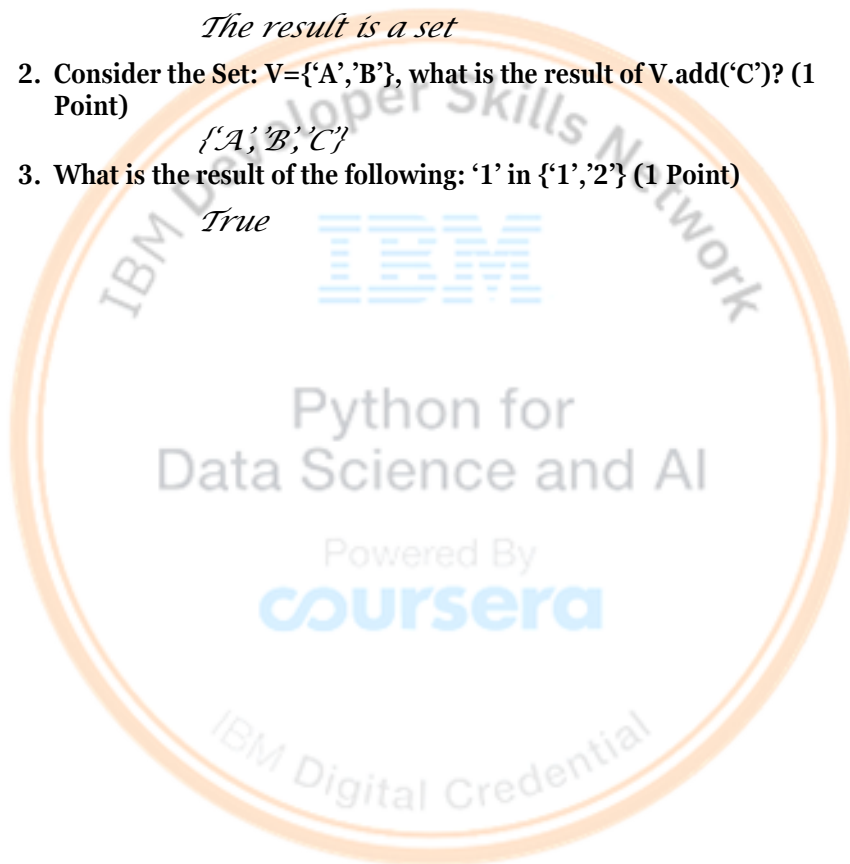 The result is a set
2. Consider the Set: V={‘A’,’B’}, what is the result of V.add(‘C’)? (1
Point)
{‘A’,’B’,’C’}
3. What is the result of the following: ‘1’ in {‘1’,’2’} (1 Point)
True
IBM Developer Skills Network
IBM
Python for
Data Science and AI
Powered By
coursera
IBM Digital Credential